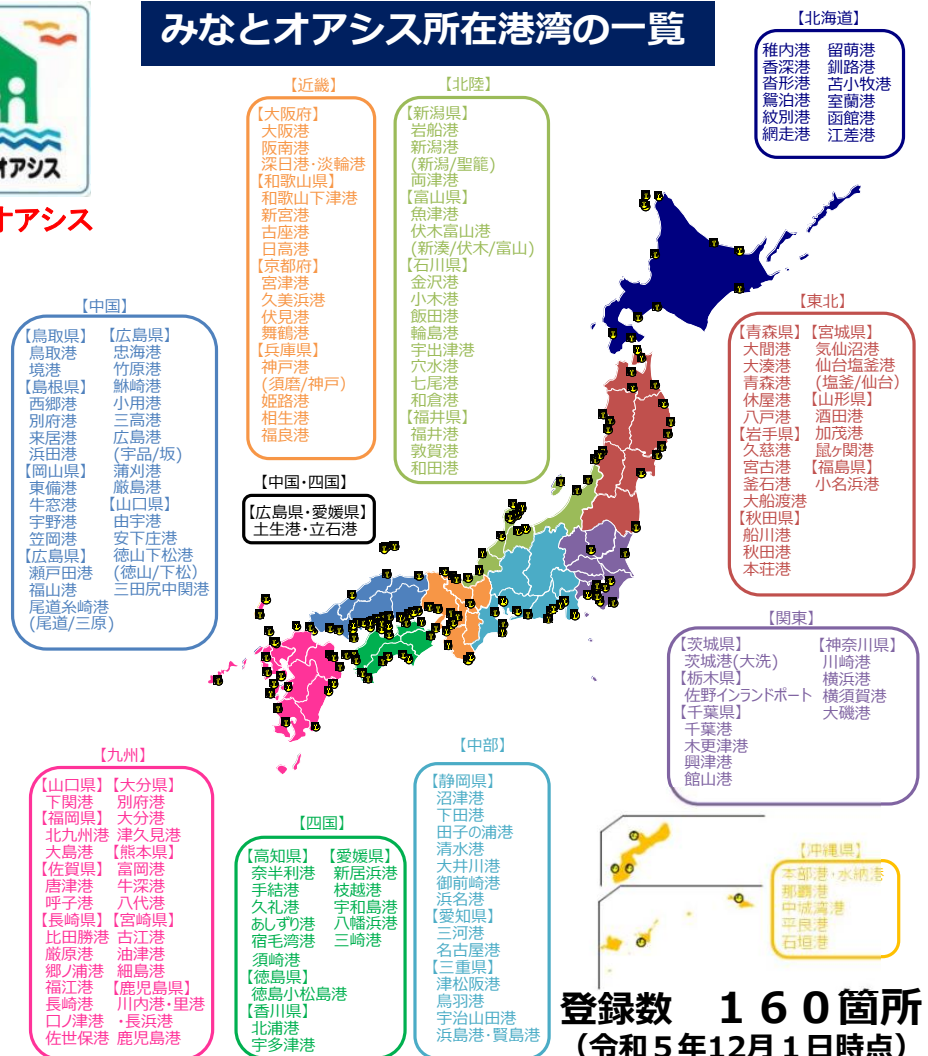 みなとオアシス所在港湾の一覧
オアシス
オアシス
【北海道】
稚内港 留萌港
香深港 釧路港
沓形港 苫小牧港
鴛泊港 室蘭港
紋別港 函館港
網走港 江差港
【近畿】
【大阪府】
大阪港
阪南港
深日港・淡輪港
【和歌山県】
和歌山下津港
新宮港
古座港
日高港
【京都府】
宮津港
久美浜港
伏見港
舞鶴港
【兵庫県】
神戸港
(須磨/神戸)
姫路港
相生港
福良港
【北陸】
【新潟県】
岩船港
新潟港
(新潟/聖籠)
両津港
【富山県】
魚津港
伏木富山港
(新湊/伏木/富山)
【石川県】
金沢港
小木港
飯田港
輪島港
宇出津港
穴水港
七尾港
和倉港
【福井県】
福井港
敦賀港
和田港
【中国】
【鳥取県】
鳥取港
境港
【島根県】
西郷港
別府港
来居港
浜田港
【岡山県】
東備港
牛窓港
宇野港
笠岡港
【広島県】
瀬戸田港
福山港
尾道糸崎港
(尾道/三原)
【広島県】
忠海港
竹原港
鮴崎港
小用港
三高港
広島港
(宇品/坂)
蒲刈港
厳島港
【山口県】
由宇港
安下庄港
徳山下松港
(徳山/下松)
三田尻中関港
【中国・四国】
【広島県・愛媛県】
土生港・立石港
【東北】
【青森県】
大間港
大湊港
青森港
休屋港
八戸港
【岩手県】
久慈港
宮古港
釜石港
大船渡港
【秋田県】
船川港
秋田港
本荘港
【宮城県】
気仙沼港
仙台塩釜港
(塩釜/仙台)
【山形県】
酒田港
加茂港
鼠ヶ関港
【福島県】
小名浜港
【関東】
【茨城県】
茨城港(大洗)
【栃木県】
佐野インランドポート
【千葉県】
千葉港
木更津港
興津港
館山港
【神奈川県】
川崎港
横浜港
横須賀港
大磯港
【九州】
【山口県】
下関港
【福岡県】
北九州港
大島港
【佐賀県】
唐津港
呼子港
【長崎県】
比田勝港
厳原港
郷ノ浦港
福江港
長崎港
口ノ津港
佐世保港
【大分県】
別府港
大分港
津久見港
【熊本県】
富岡港
牛深港
八代港
【宮崎県】
古江港
油津港
細島港
【鹿児島県】
川内港・里港
・長浜港
鹿児島港
【四国】
【高知県】
奈半利港
手結港
久礼港
あしずり港
宿毛湾港
須崎港
【徳島県】
徳島小松島港
【香川県】
北浦港
宇多津港
【愛媛県】
新居浜港
枝越港
宇和島港
八幡浜港
三崎港
【中部】
【静岡県】
沼津港
下田港
田子の浦港
清水港
大井川港
御前崎港
浜名港
【愛知県】
三河港
名古屋港
【三重県】
津松阪港
鳥羽港
宇治山田港
浜島港・賢島港
【沖縄県】
本部港・水納港
那覇港
中城湾港
平良港
石垣港
登録数 160箇所
（令和５年12月１日時点）